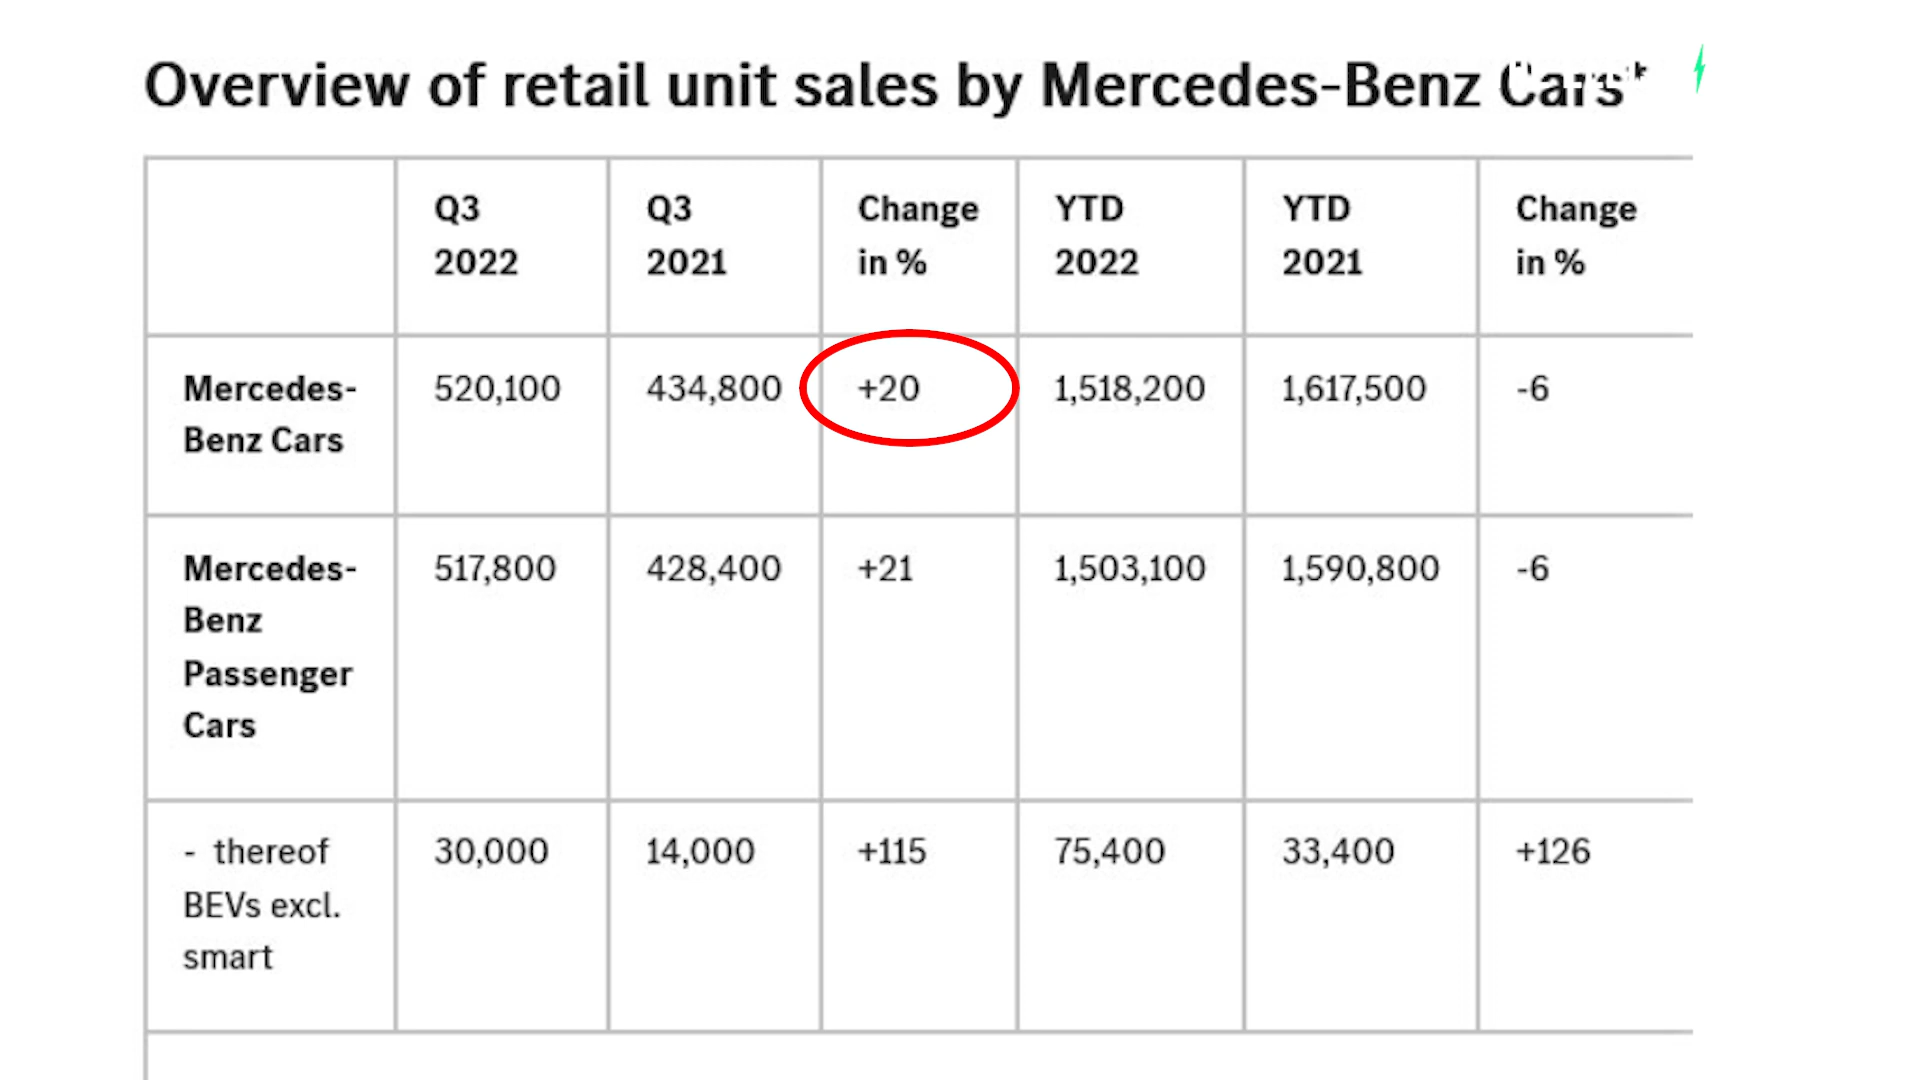 Overview of retail unit sales by Mercedes-Benz Cars*
Q3 2022
Q3 2021
Change in %
YTD 2022
YTD 2021
Change in %
Mercedes-
Benz Cars
520,100
434,800
+20
1,518,200
1,617,500
-6
Mercedes-
Benz
Passenger
Cars
517,800
428,400
+21
1,503,100
1,590,800
-6
- thereof
BEVs excl.
smart
30,000
14,000
+115
75,400
33,400
+126